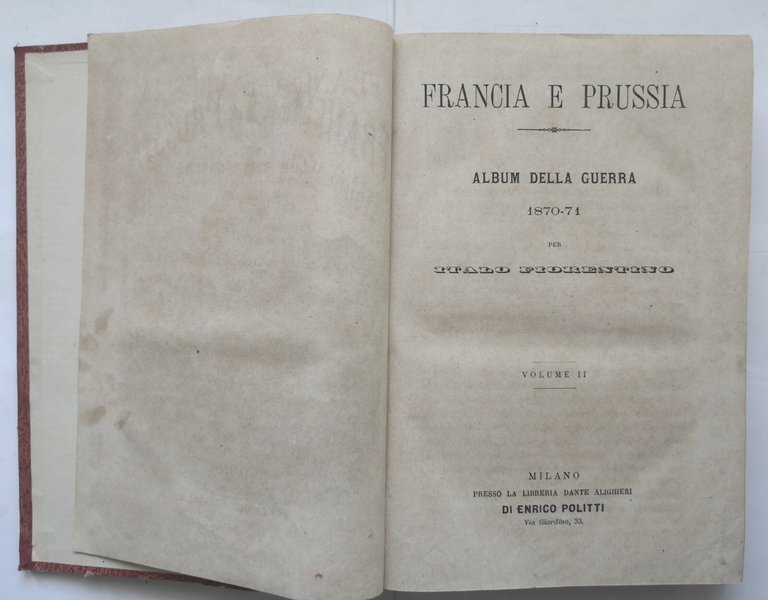 FRANCIA E PRUSSIA
ALBUM DELLA GUERRA
1870-71
PER
ITALO FIORENTINO
VOLUME II
MILANO
PRESSO LA LIBRERIA DANTE ALIGHIERI
DI ENRICO POLITTI
Via Giardino, 33.